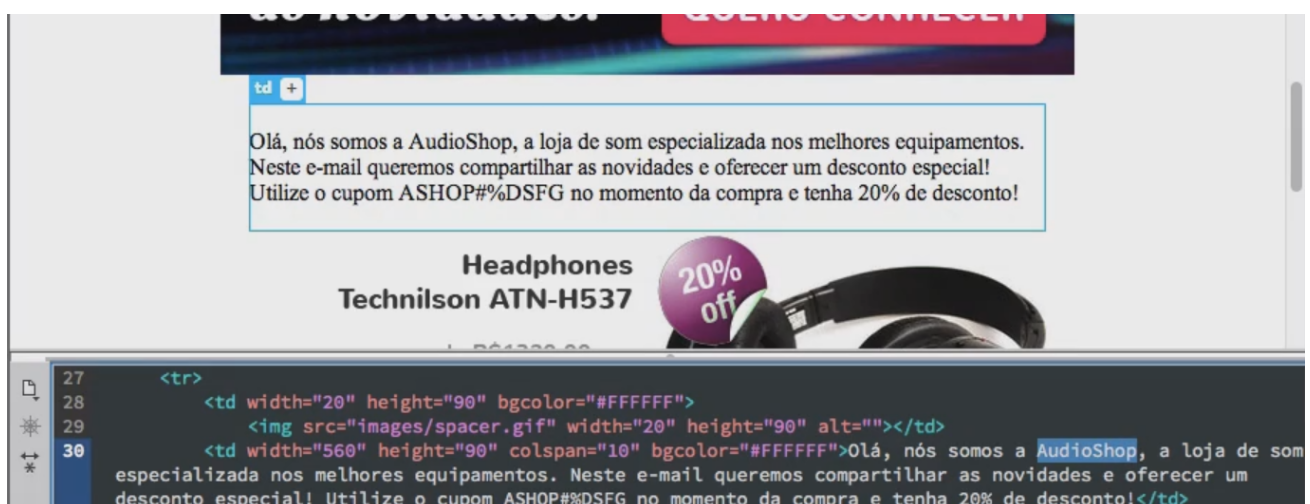 as novidades!
QUERO CONHECER
td +
Olá, nós somos a AudioShop, a loja de som especializada nos melhores equipamentos.
Neste e-mail queremos compartilhar as novidades e oferecer um desconto especial!
Utilize o cupom ASHOP#%DSFG no momento da compra e tenha 20% de desconto!
Headphones
Technilson ATN-H537
20%
off
27 <tr>
28 <td width="20" height="90" bgcolor="#FFFFFF">
29 <img src="images/spacer.gif" width="20" height="90" alt=""></td>
30 <td width="560" height="90" colspan="10" bgcolor="#FFFFFF">Olá, nós somos a AudioShop, a loja de som
especializada nos melhores equipamentos. Neste e-mail queremos compartilhar as novidades e oferecer um
desconto especial! Utilize o cupom ASHOP#%DSFG no momento da compra e tenha 20% de desconto!</td>